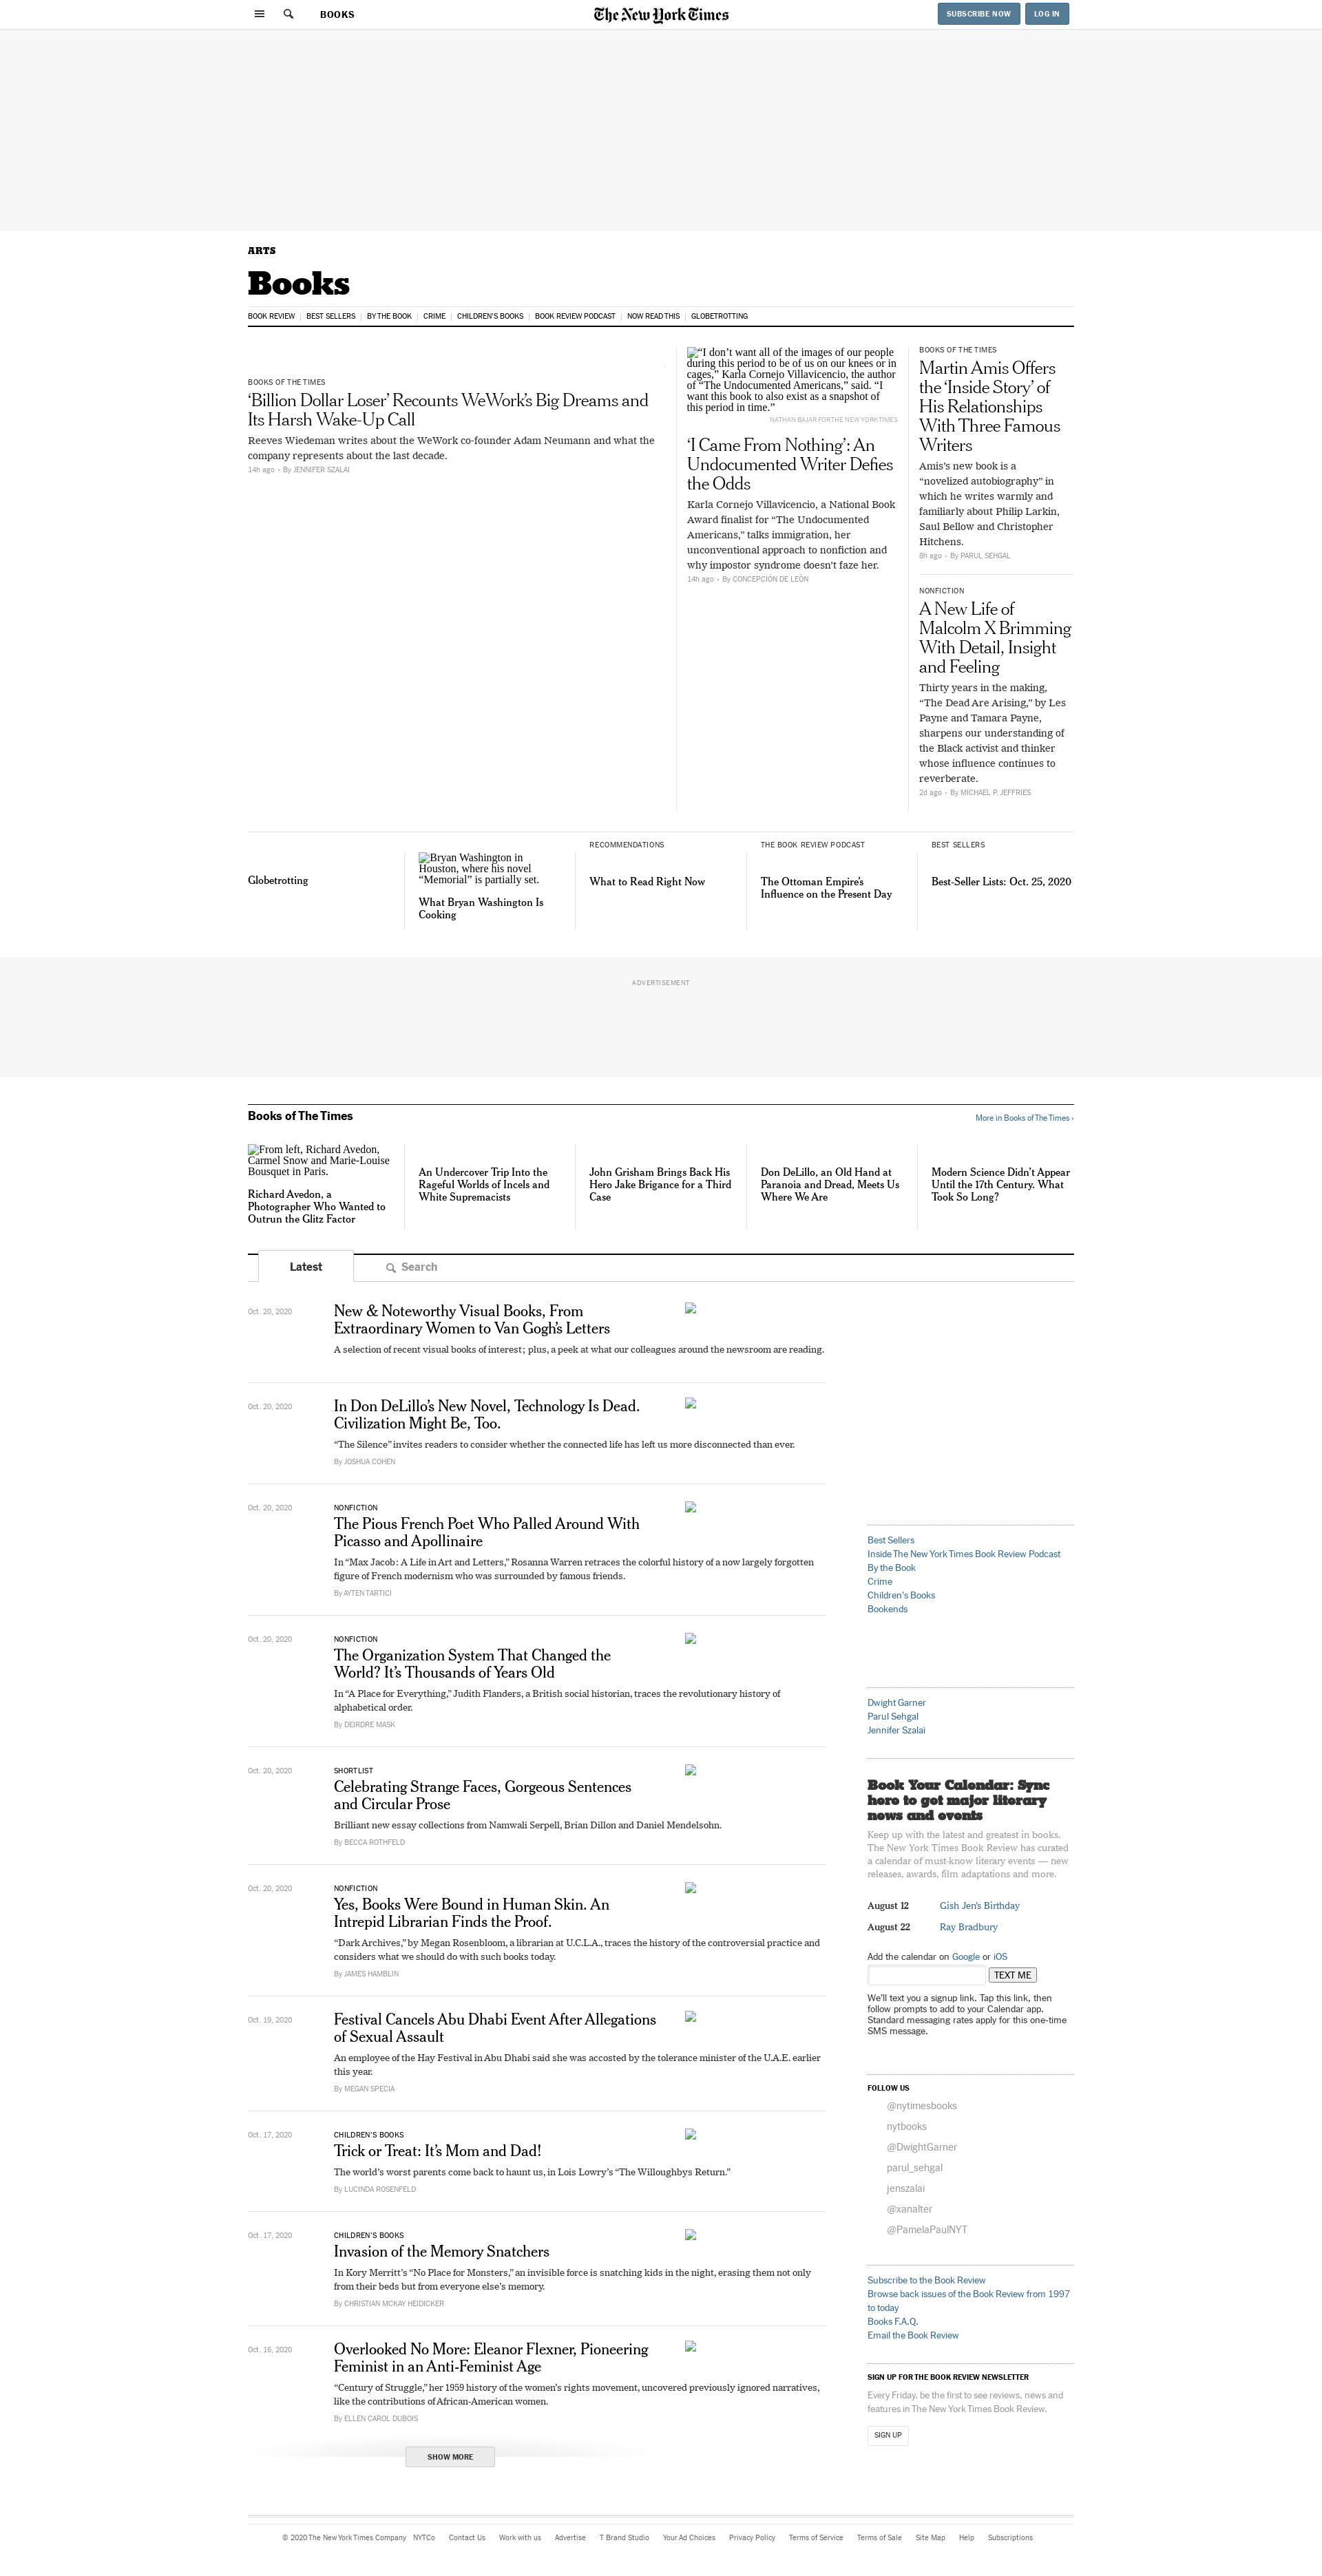 BOOKS
The New York Times
SUBSCRIBE NOW
LOG IN
ARTS
Books
BOOK REVIEW
BEST SELLERS
BY THE BOOK
CRIME
CHILDREN'S BOOKS
BOOK REVIEW PODCAST
NOW READ THIS
GLOBETROTTING
BOOKS OF THE TIMES
‘Billion Dollar Loser’ Recounts WeWork’s Big Dreams and
Its Harsh Wake-Up Call
Reeves Wiedeman writes about the WeWork co-founder Adam Neumann and what the
company represents about the last decade.
14h ago • By JENNIFER SZALAI
“I don’t want all of the images of our people
during this period to be of us on our knees or in
cages,” Karla Cornejo Villavicencio, the author
of “The Undocumented Americans,” said. “I
want this book to also exist as a snapshot of
this period in time.”
NATHAN BAJAR FOR THE NEW YORK TIMES
‘I Came From Nothing’: An
Undocumented Writer Defies
the Odds
Karla Cornejo Villavicencio, a National Book
Award finalist for “The Undocumented
Americans,” talks immigration, her
unconventional approach to nonfiction and
why impostor syndrome doesn’t faze her.
14h ago • By CONCEPCIÓN DE LEÓN
BOOKS OF THE TIMES
Martin Amis Offers
the ‘Inside Story’ of
His Relationships
With Three Famous
Writers
Amis’s new book is a
“novelized autobiography” in
which he writes warmly and
familiarly about Philip Larkin,
Saul Bellow and Christopher
Hitchens.
8h ago • By PARUL SEHGAL
NONFICTION
A New Life of
Malcolm X Brimming
With Detail, Insight
and Feeling
Thirty years in the making,
“The Dead Are Arising,” by Les
Payne and Tamara Payne,
sharpens our understanding of
the Black activist and thinker
whose influence continues to
reverberate.
2d ago • By MICHAEL P. JEFFRIES
Globetrotting
Bryan Washington in
Houston, where his novel
“Memorial” is partially set.
What Bryan Washington Is
Cooking
RECOMMENDATIONS
What to Read Right Now
THE BOOK REVIEW PODCAST
The Ottoman Empire’s
Influence on the Present Day
BEST SELLERS
Best-Seller Lists: Oct. 25, 2020
ADVERTISEMENT
Books of The Times
More in Books of The Times ›
From left, Richard Avedon,
Carmel Snow and Marie-Louise
Bousquet in Paris.
Richard Avedon, a
Photographer Who Wanted to
Outrun the Glitz Factor
An Undercover Trip Into the
Rageful Worlds of Incels and
White Supremacists
John Grisham Brings Back His
Hero Jake Brigance for a Third
Case
Don DeLillo, an Old Hand at
Paranoia and Dread, Meets Us
Where We Are
Modern Science Didn’t Appear
Until the 17th Century. What
Took So Long?
Latest
Search
Oct. 20, 2020
New & Noteworthy Visual Books, From
Extraordinary Women to Van Gogh’s Letters
A selection of recent visual books of interest; plus, a peek at what our colleagues around the newsroom are reading.
Oct. 20, 2020
In Don DeLillo’s New Novel, Technology Is Dead.
Civilization Might Be, Too.
“The Silence” invites readers to consider whether the connected life has left us more disconnected than ever.
By JOSHUA COHEN
Oct. 20, 2020
NONFICTION
The Pious French Poet Who Palled Around With
Picasso and Apollinaire
In “Max Jacob: A Life in Art and Letters,” Rosanna Warren retraces the colorful history of a now largely forgotten
figure of French modernism who was surrounded by famous friends.
By AYTEN TARTICI
Oct. 20, 2020
NONFICTION
The Organization System That Changed the
World? It’s Thousands of Years Old
In “A Place for Everything,” Judith Flanders, a British social historian, traces the revolutionary history of
alphabetical order.
By DEIRDRE MASK
Oct. 20, 2020
SHORTLIST
Celebrating Strange Faces, Gorgeous Sentences
and Circular Prose
Brilliant new essay collections from Namwali Serpell, Brian Dillon and Daniel Mendelsohn.
By BECCA ROTHFELD
Oct. 20, 2020
NONFICTION
Yes, Books Were Bound in Human Skin. An
Intrepid Librarian Finds the Proof.
“Dark Archives,” by Megan Rosenbloom, a librarian at U.C.L.A., traces the history of the controversial practice and
considers what we should do with such books today.
By JAMES HAMBLIN
Oct. 19, 2020
Festival Cancels Abu Dhabi Event After Allegations
of Sexual Assault
An employee of the Hay Festival in Abu Dhabi said she was accosted by the tolerance minister of the U.A.E. earlier
this year.
By MEGAN SPECIA
Oct. 17, 2020
CHILDREN’S BOOKS
Trick or Treat: It’s Mom and Dad!
The world’s worst parents come back to haunt us, in Lois Lowry’s “The Willoughbys Return.”
By LUCINDA ROSENFELD
Oct. 17, 2020
CHILDREN’S BOOKS
Invasion of the Memory Snatchers
In Kory Merritt’s “No Place for Monsters,” an invisible force is snatching kids in the night, erasing them not only
from their beds but from everyone else’s memory.
By CHRISTIAN MCKAY HEIDICKER
Oct. 16, 2020
Overlooked No More: Eleanor Flexner, Pioneering
Feminist in an Anti-Feminist Age
“Century of Struggle,” her 1959 history of the women’s rights movement, uncovered previously ignored narratives,
like the contributions of African-American women.
By ELLEN CAROL DUBOIS
SHOW MORE
Best Sellers
Inside The New York Times Book Review Podcast
By the Book
Crime
Children's Books
Bookends
Dwight Garner
Parul Sehgal
Jennifer Szalai
Book Your Calendar: Sync
here to get major literary
news and events
Keep up with the latest and greatest in books.
The New York Times Book Review has curated
a calendar of must-know literary events — new
releases, awards, film adaptations and more.
August 12 Gish Jen's Birthday
August 22 Ray Bradbury
Add the calendar on Google or iOS
TEXT ME
We’ll text you a signup link. Tap this link, then
follow prompts to add to your Calendar app.
Standard messaging rates apply for this one-time
SMS message.
FOLLOW US
@nytimesbooks
nytbooks
@DwightGarner
parul_sehgal
jenszalai
@xanalter
@PamelaPaulNYT
Subscribe to the Book Review
Browse back issues of the Book Review from 1997
to today
Books F.A.Q.
Email the Book Review
SIGN UP FOR THE BOOK REVIEW NEWSLETTER
Every Friday, be the first to see reviews, news and
features in The New York Times Book Review.
SIGN UP
© 2020 The New York Times Company NYTCo Contact Us Work with us Advertise T Brand Studio Your Ad Choices Privacy Policy Terms of Service Terms of Sale Site Map Help Subscriptions